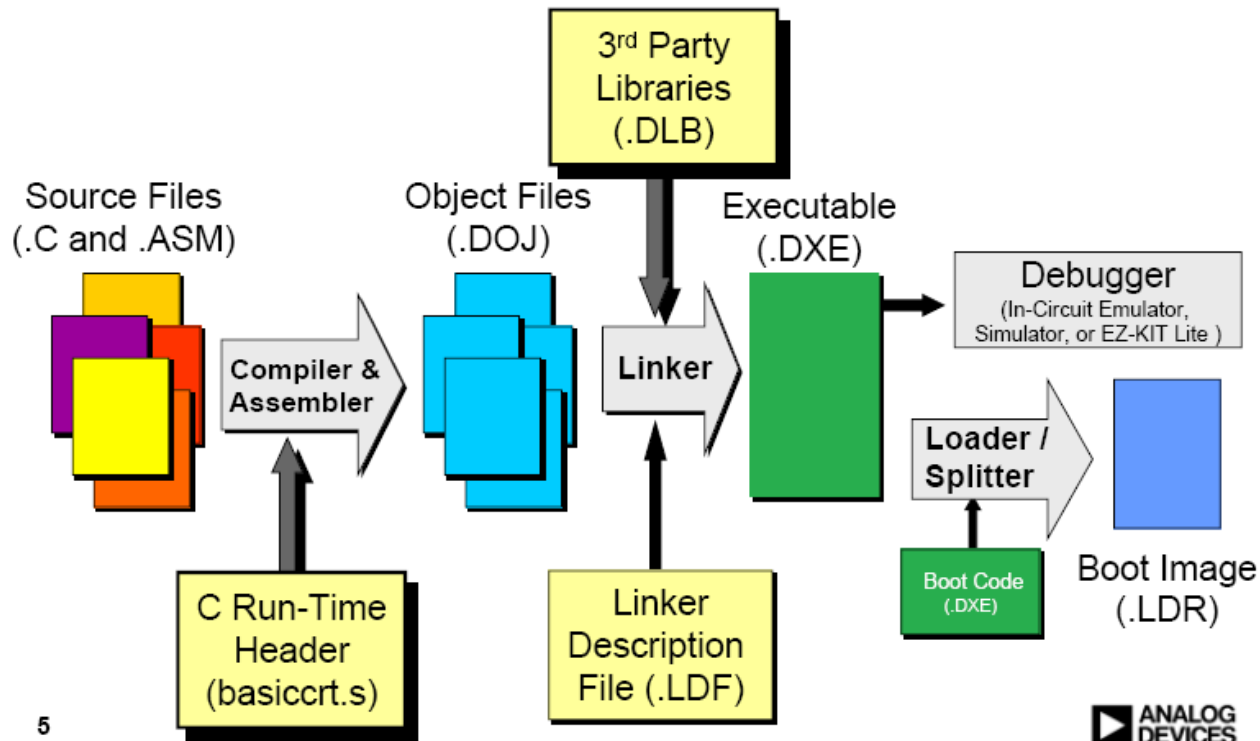 3rd Party
Libraries
(.DLB)
Source Files
(.C and .ASM)
Object Files
(.DOJ)
Executable
(.DXE)
Compiler &
Assembler
Linker
Debugger
(In-Circuit Emulator,
Simulator, or EZ-KIT Lite )
Loader /
Splitter
Boot Code
(.DXE)
Boot Image
(.LDR)
C Run-Time
Header
(basiccrt.s)
Linker
Description
File (.LDF)
5
ANALOG
DEVICES